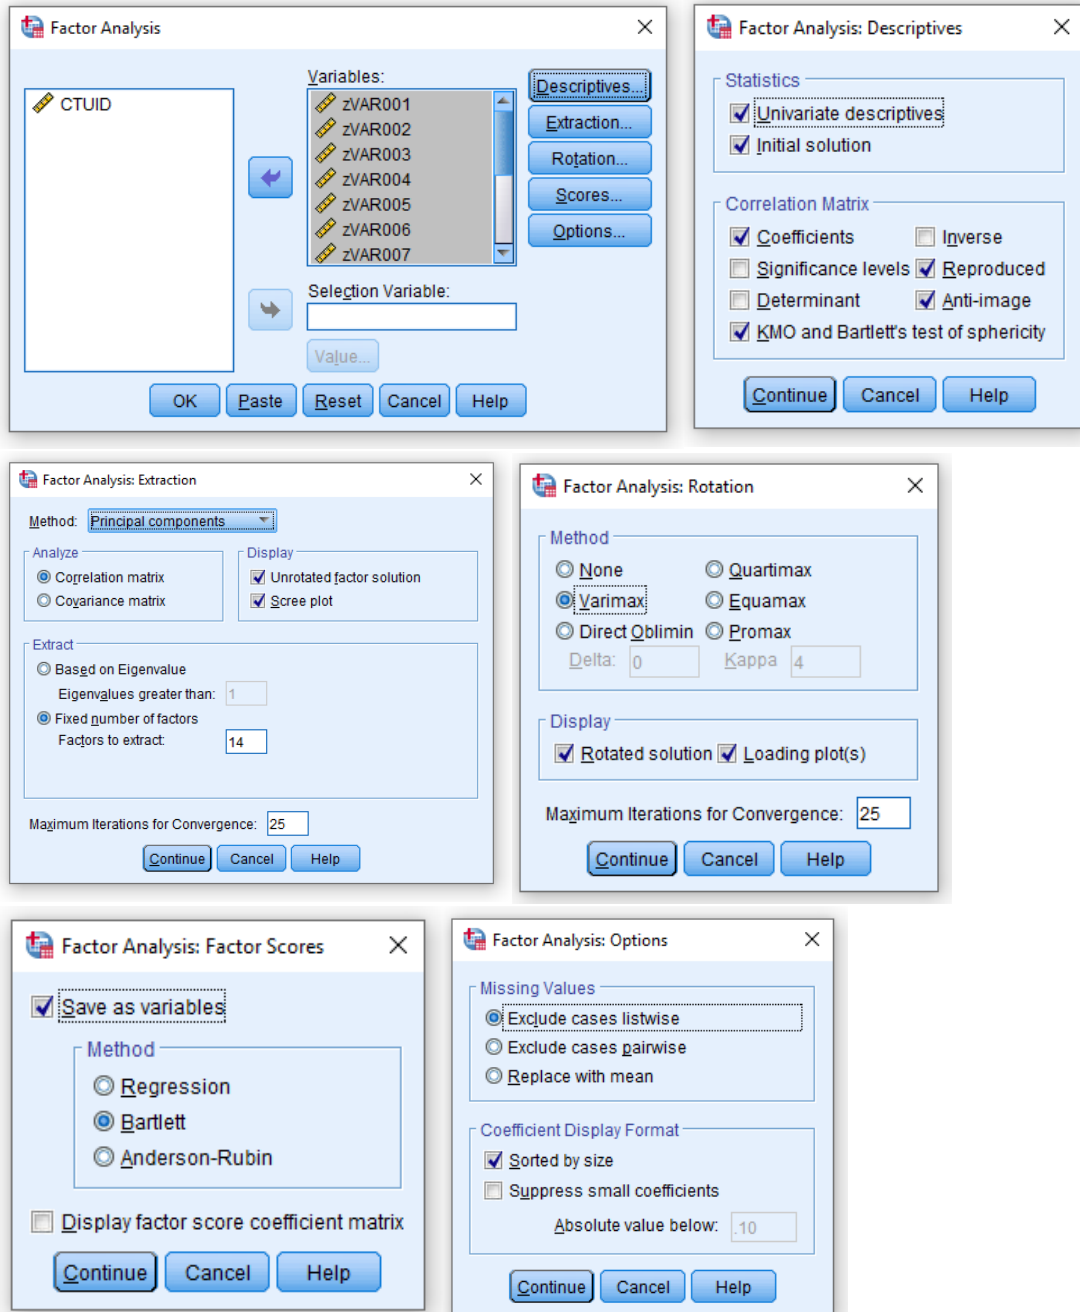 Factor Analysis
Variables:
CTUID
zVAR001
zVAR002
zVAR003
zVAR004
zVAR005
zVAR006
zVAR007
Selection Variable:
Value...
Descriptives...
Extraction...
Rotation...
Scores...
Options...
OK Paste Reset Cancel Help
Factor Analysis: Descriptives
Statistics
Univariate descriptives
Initial solution
Correlation Matrix
Coefficients Inverse
Significance levels Reproduced
Determinant Anti-image
KMO and Bartlett's test of sphericity
Continue Cancel Help
Factor Analysis: Extraction
Method: Principal components
Analyze
Correlation matrix
Covariance matrix
Display
Unrotated factor solution
Scree plot
Extract
Based on Eigenvalue
Eigenvalues greater than: 1
Fixed number of factors
Factors to extract: 14
Maximum Iterations for Convergence: 25
Continue Cancel Help
Factor Analysis: Rotation
Method
None Quartimax
Varimax Equamax
Direct Oblimin Promax
Delta: 0 Kappa 4
Display
Rotated solution Loading plot(s)
Maximum Iterations for Convergence: 25
Continue Cancel Help
Factor Analysis: Factor Scores
Save as variables
Method
Regression
Bartlett
Anderson-Rubin
Display factor score coefficient matrix
Continue Cancel Help
Factor Analysis: Options
Missing Values
Exclude cases listwise
Exclude cases pairwise
Replace with mean
Coefficient Display Format
Sorted by size
Suppress small coefficients
Absolute value below: .10
Continue Cancel Help